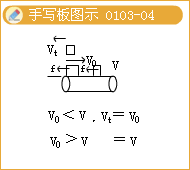 手写板图示 0103-04
Vt
V0
f f V
V0 < V , Vt = V0
V0 > V = V